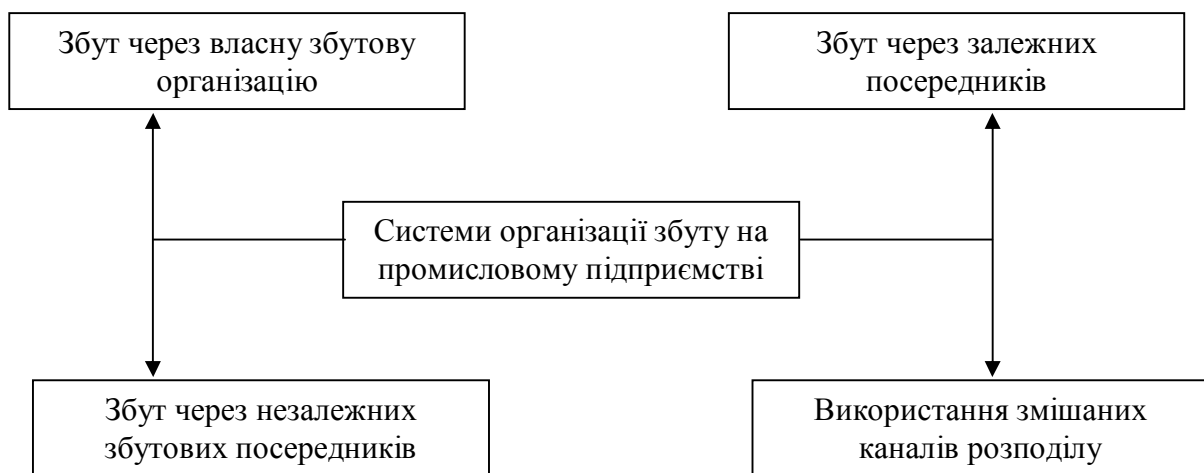 Збут через власну збутову
організацію
Збут через залежних
посередників
Системи організації збуту на
промисловому підприємстві
Збут через незалежних
збутових посередників
Використання змішаних
каналів розподілу